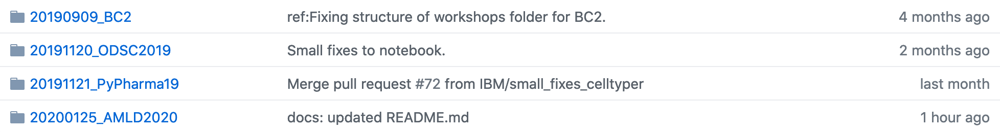 20190909_BC2 ref:Fixing structure of workshops folder for BC2. 4 months ago
20191120_ODSC2019 Small fixes to notebook. 2 months ago
20191121_PyPharma19 Merge pull request #72 from IBM/small_fixes_celltyper last month
20200125_AMLD2020 docs: updated README.md 1 hour ago